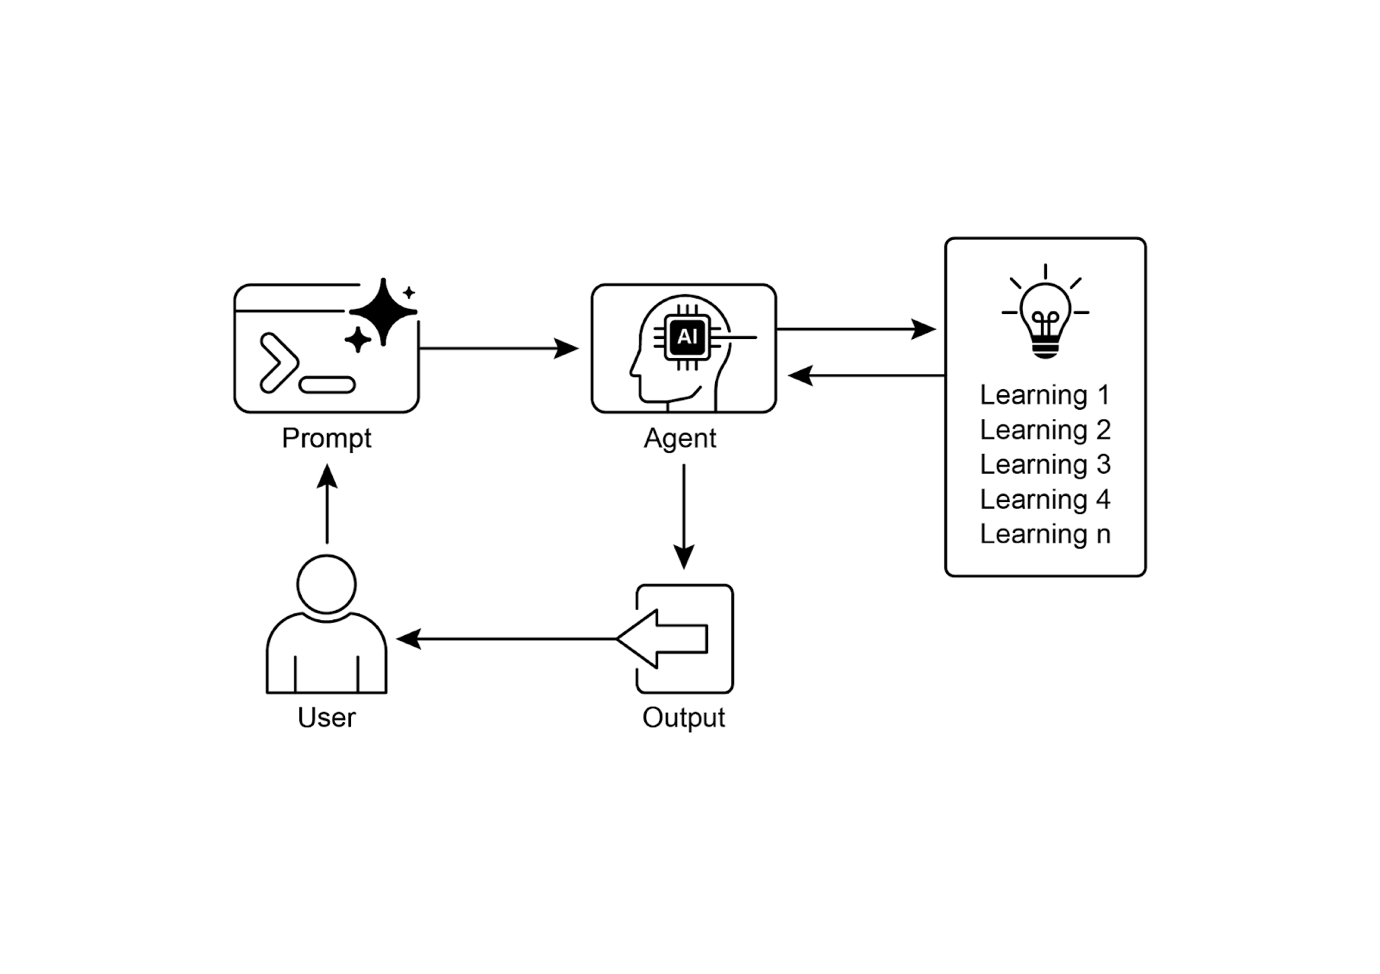 AI
Prompt
Agent
Learning 1
Learning 2
Learning 3
Learning 4
Learning n
User
Output